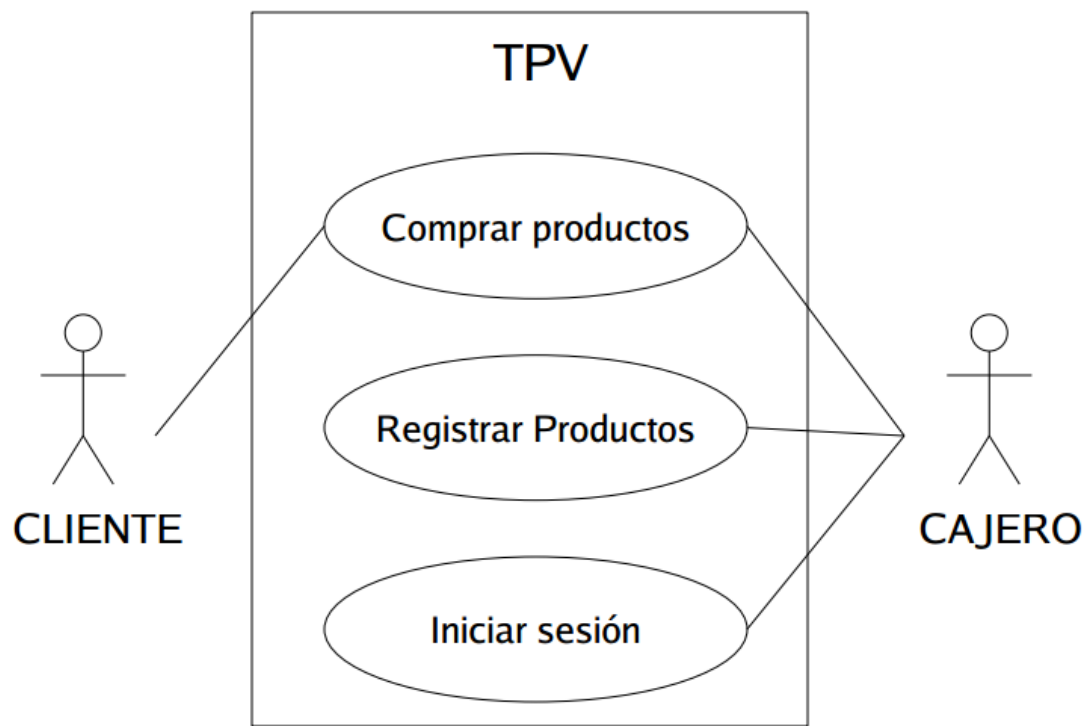 TPV
Comprar productos
Registrar Productos
Iniciar sesión
CLIENTE
CAJERO